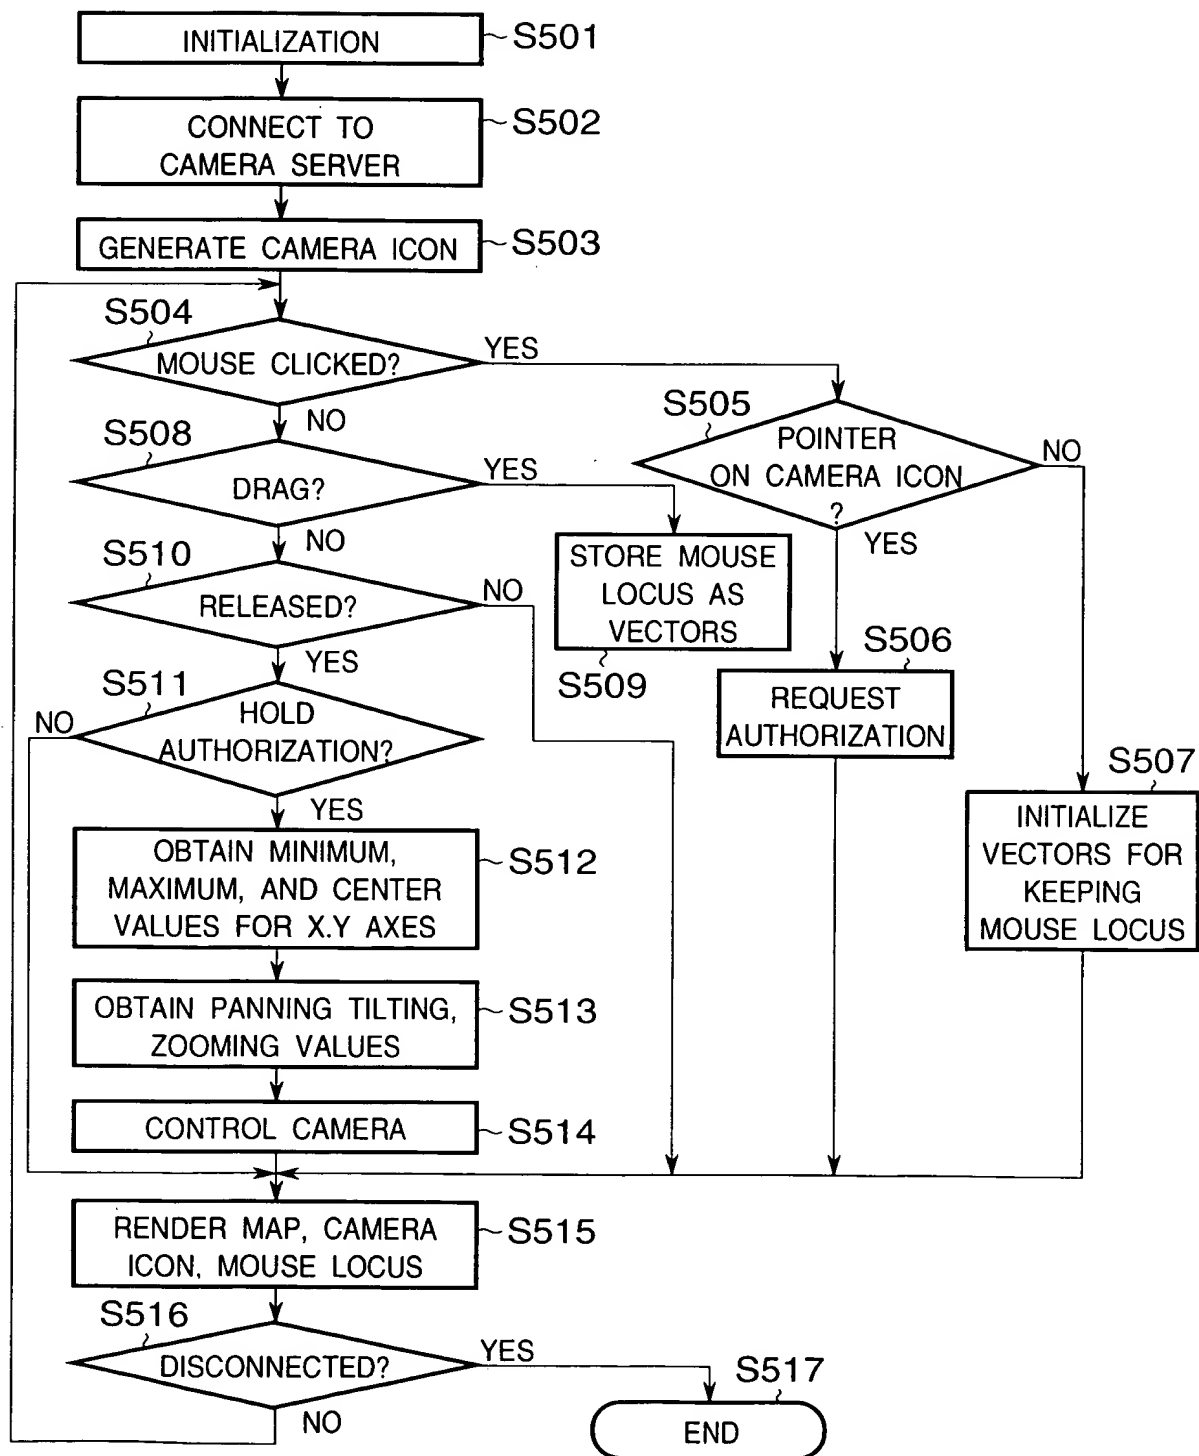 INITIALIZATION
S501
CONNECT TO
CAMERA SERVER
S502
GENERATE CAMERA ICON
S503
S504
MOUSE CLICKED?
YES
NO
S505
POINTER
ON CAMERA ICON
?
NO
YES
S508
DRAG?
YES
NO
STORE MOUSE
LOCUS AS
VECTORS
S509
S510
RELEASED?
NO
YES
S506
REQUEST
AUTHORIZATION
S511
HOLD
AUTHORIZATION?
NO
YES
S507
INITIALIZE
VECTORS FOR
KEEPING
MOUSE LOCUS
OBTAIN MINIMUM,
MAXIMUM, AND CENTER
VALUES FOR X.Y AXES
S512
OBTAIN PANNING TILTING,
ZOOMING VALUES
S513
CONTROL CAMERA
S514
RENDER MAP, CAMERA
ICON, MOUSE LOCUS
S515
S516
DISCONNECTED?
YES
NO
S517
END